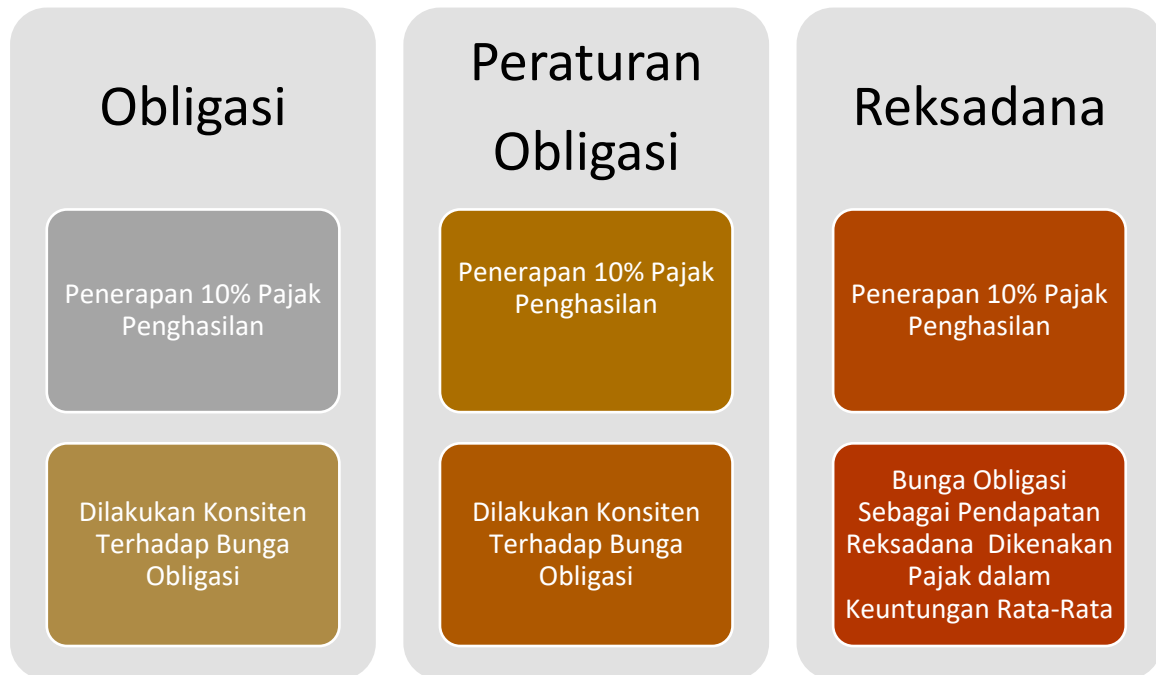 Obligasi
Penerapan 10% Pajak
Penghasilan
Dilakukan Konsiten
Terhadap Bunga
Obligasi
Peraturan
Obligasi
Penerapan 10% Pajak
Penghasilan
Dilakukan Konsiten
Terhadap Bunga
Obligasi
Reksadana
Penerapan 10% Pajak
Penghasilan
Bunga Obligasi
Sebagai Pendapatan
Reksadana Dikenakan
Pajak dalam
Keuntungan Rata-Rata